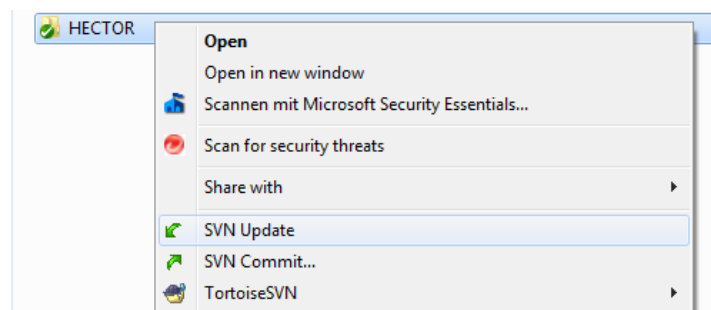 HECTOR
Open
Open in new window
Scannen mit Microsoft Security Essentials...
Scan for security threats
Share with
SVN Update
SVN Commit...
TortoiseSVN